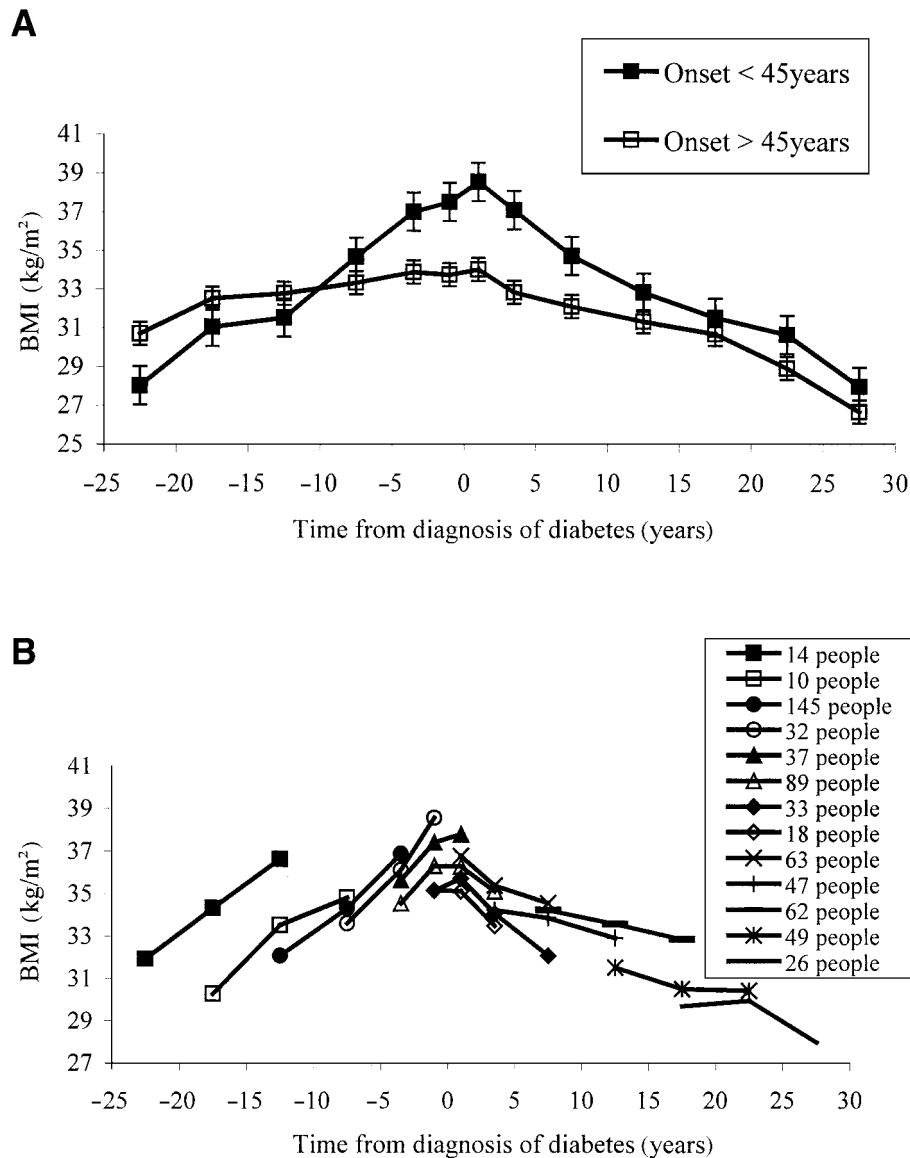 A
Onset < 45years
Onset > 45years
41
39
37
35
33
31
29
27
25
BMI (kg/m²)
−25 −20 −15 −10 −5 0 5 10 15 20 25 30
Time from diagnosis of diabetes (years)
B
14 people
10 people
145 people
32 people
37 people
89 people
33 people
18 people
63 people
47 people
62 people
49 people
26 people
41
39
37
35
33
31
29
27
BMI (kg/m²)
−25 −20 −15 −10 −5 0 5 10 15 20 25 30
Time from diagnosis of diabetes (years)